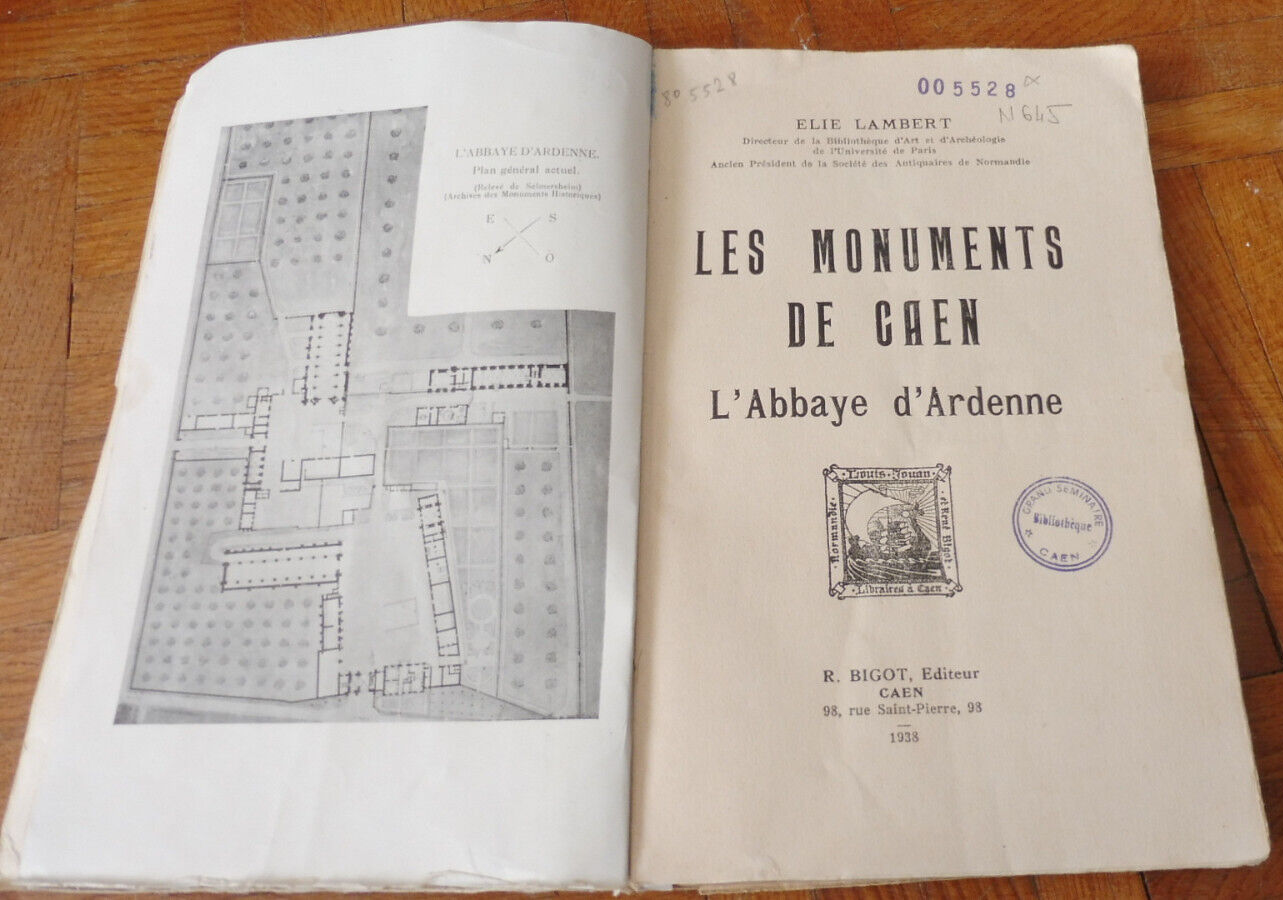 L'ABBAYE D'ARDENNE.
Plan général actuel.
(Relevé de Selmersheim)
(Archives des Monuments Historiques)
E S
N O
805528
005528
N645
ELIE LAMBERT
Directeur de la Bibliothèque d'Art et d'Archéologie
de l'Université de Paris
Ancien Président de la Société des Antiquaires de Normandie
LES MONUMENTS
DE CAEN
L'Abbaye d'Ardenne
Louis Jouan
et René Bigot
Normandie
Libraires à Caen
GRAND SEMINAIRE
Bibliothèque
CAEN
R. BIGOT, Editeur
CAEN
98, rue Saint-Pierre, 98
1938